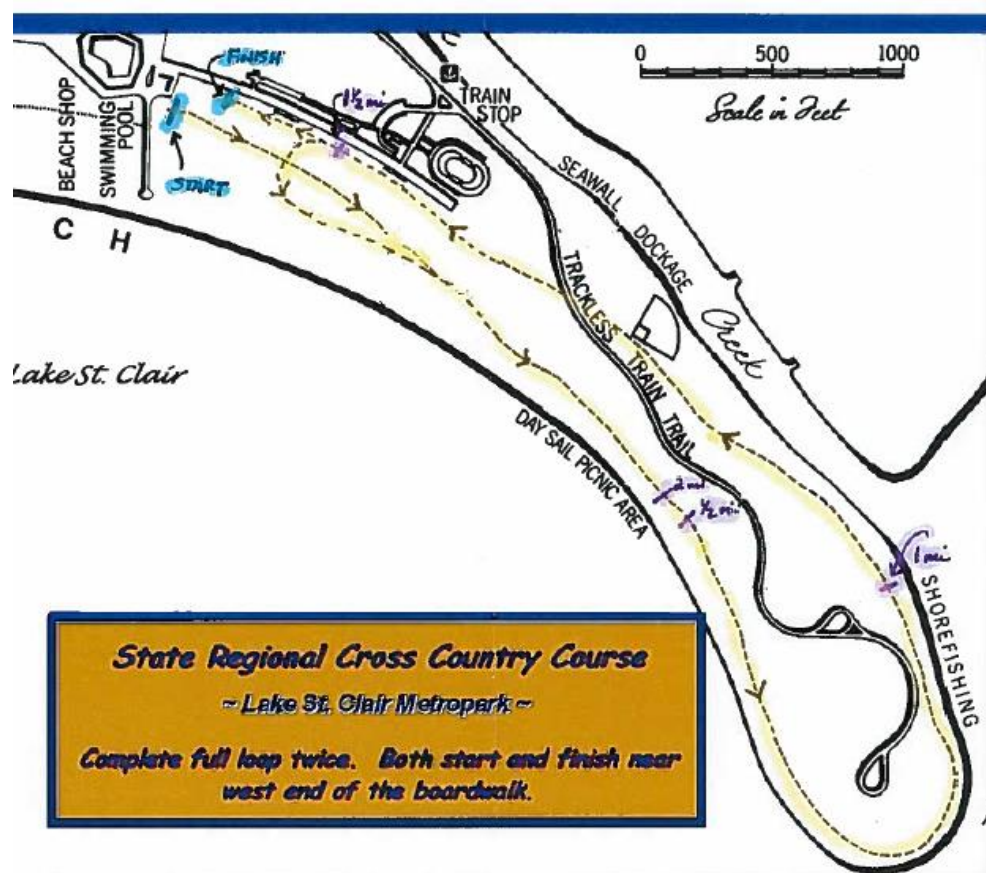 FINISH
1½ mi
0 500 1000
Scale in Feet
TRAIN
STOP
BEACH SHOP
SWIMMING
POOL
START
C H
SEAWALL
DOCKAGE
Creek
TRACKLESS TRAIN TRAIL
Lake St. Clair
DAY SAIL PICNIC AREA
2 mi
½ mi
1 mi
SHOREFISHING
State Regional Cross Country Course
~ Lake St. Clair Metropark ~
Complete full loop twice. Both start and finish near
west end of the boardwalk.